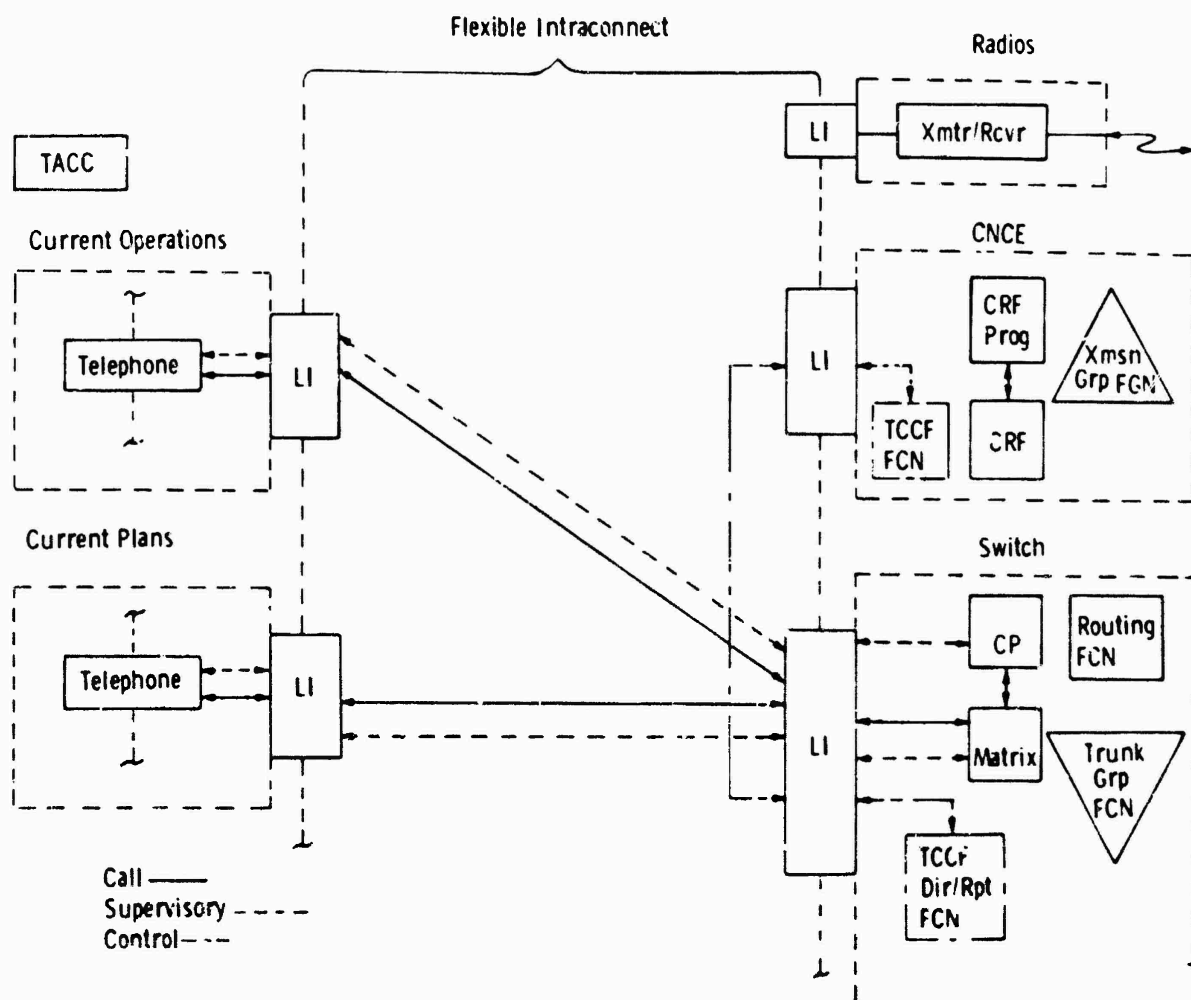 Flexible Intraconnect
Radios
LI
Xmtr/Rcvr
TACC
Current Operations
CNCE
Telephone
LI
LI
CRF
Prog
Xmsn
Grp FCN
TCCF
FCN
CRF
Current Plans
Switch
Telephone
LI
LI
CP
Routing
FCN
Matrix
Trunk
Grp
FCN
TCCF
Dir/Rpt
FCN
Call
Supervisory
Control